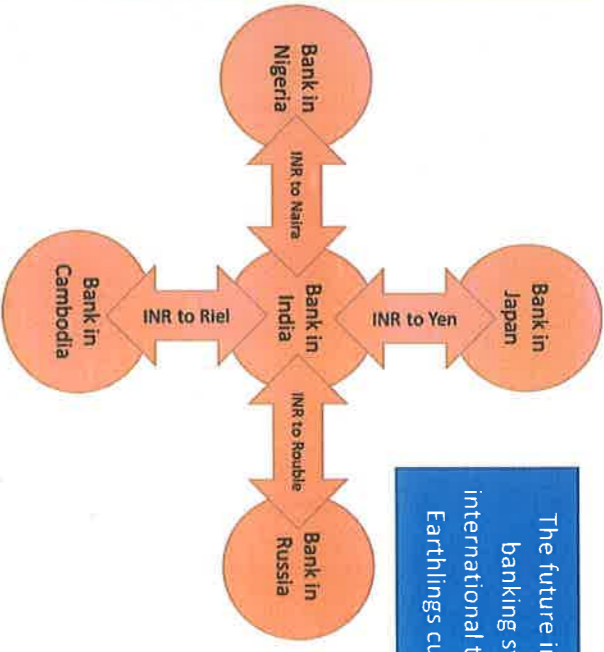 Bank in
Japan
The future
banking
international
Earthlings
INR to Yen
Bank in
Nigeria
INR to Naira
Bank in
India
INR to Rouble
Bank in
Russia
INR to Riel
Bank in
Cambodia